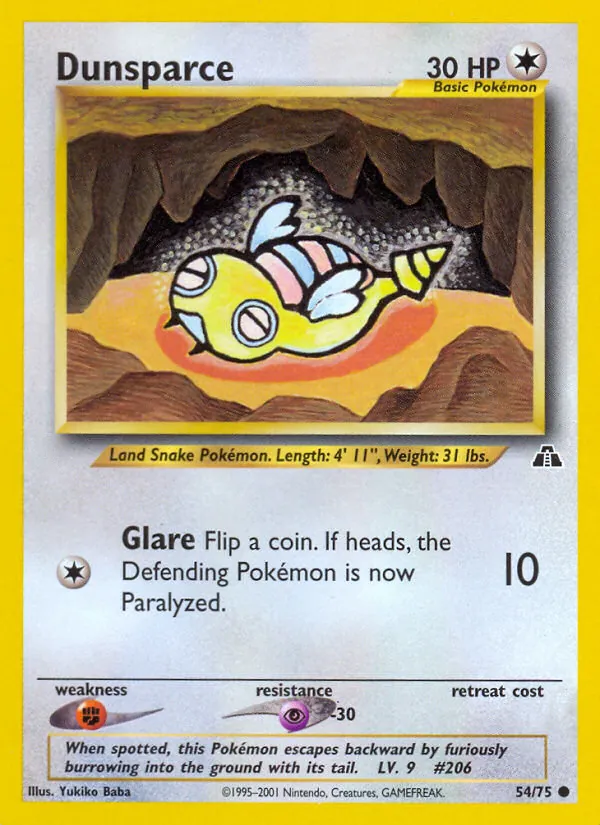 Dunsparce 30 HP
Basic Pokémon
Land Snake Pokémon. Length: 4' 11", Weight: 31 lbs.
Glare Flip a coin. If heads, the
Defending Pokémon is now
Paralyzed.
10
weakness resistance retreat cost
-30
When spotted, this Pokémon escapes backward by furiously
burrowing into the ground with its tail. LV. 9 #206
Illus. Yukiko Baba ©1995–2001 Nintendo, Creatures, GAMEFREAK. 54/75